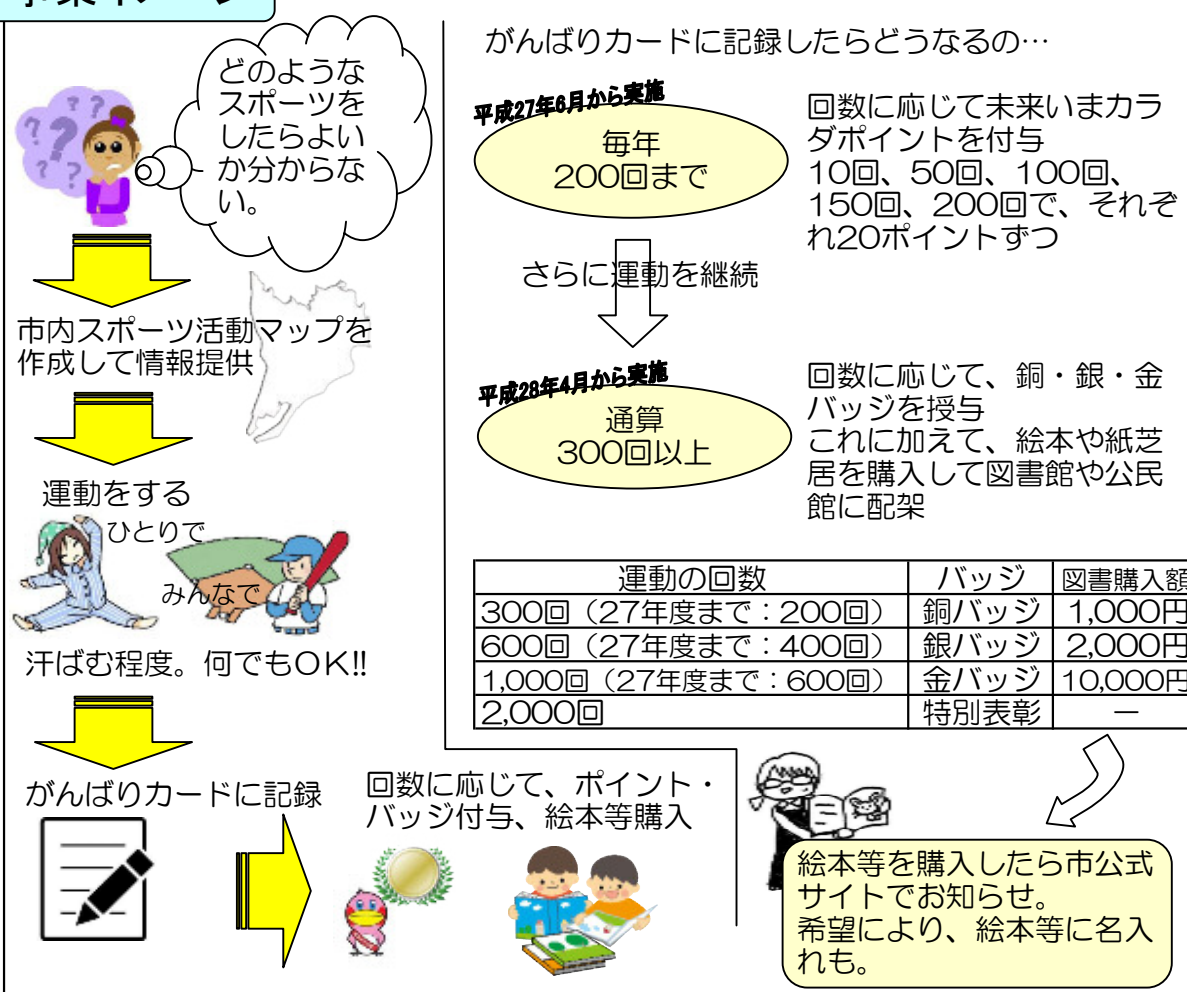 どのような
スポーツを
したらよい
か分からな
い。
市内スポーツ活動マップを
作成して情報提供
運動をする
ひとりで
みんなで
汗ばむ程度。何でもOK!!
がんばりカードに記録
回数に応じて、ポイント・
バッジ付与、絵本等購入
がんばりカードに記録したらどうなるの…
平成27年6月から実施
毎年
200回まで
回数に応じて未来いまカラ
ダポイントを付与
10回、50回、100回、
150回、200回で、それぞ
れ20ポイントずつ
さらに運動を継続
平成28年4月から実施
通算
300回以上
回数に応じて、銅・銀・金
バッジを授与
これに加えて、絵本や紙芝
居を購入して図書館や公民
館に配架
運動の回数 バッジ 図書購入額
300回（27年度まで：200回） 銅バッジ 1,000円
600回（27年度まで：400回） 銀バッジ 2,000円
1,000回（27年度まで：600回） 金バッジ 10,000円
2,000回 特別表彰 －
絵本等を購入したら市公式
サイトでお知らせ。
希望により、絵本等に名入
れも。